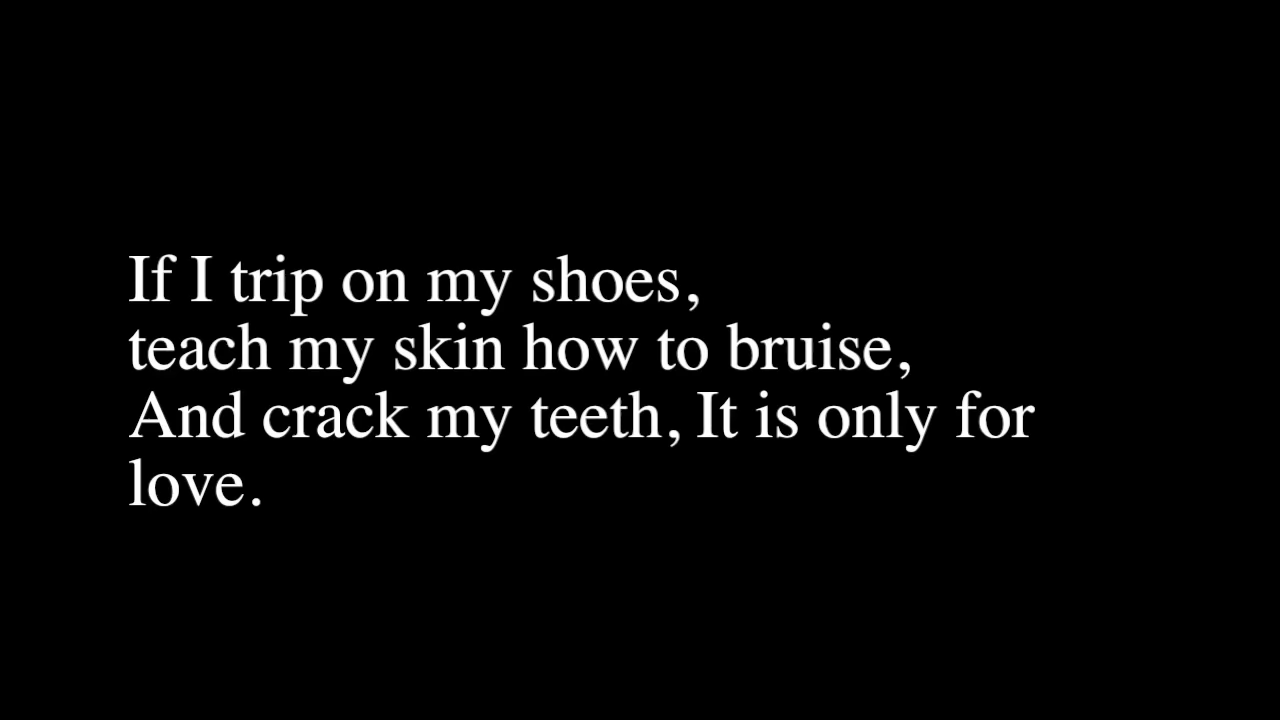 If I trip on my shoes,
teach my skin how to bruise,
And crack my teeth, It is only for
love.